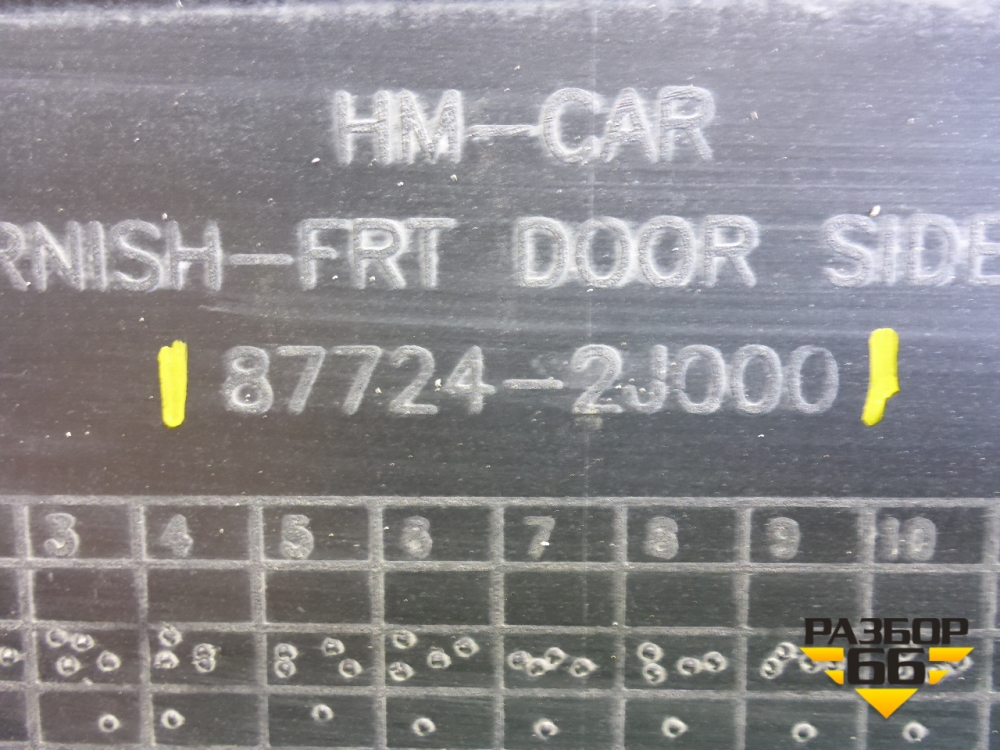 HM-CAR
RNISH-FRT DOOR SIDE
87724-2J000
3 4 5 6 7 8 9 10
РАЗБОР
66